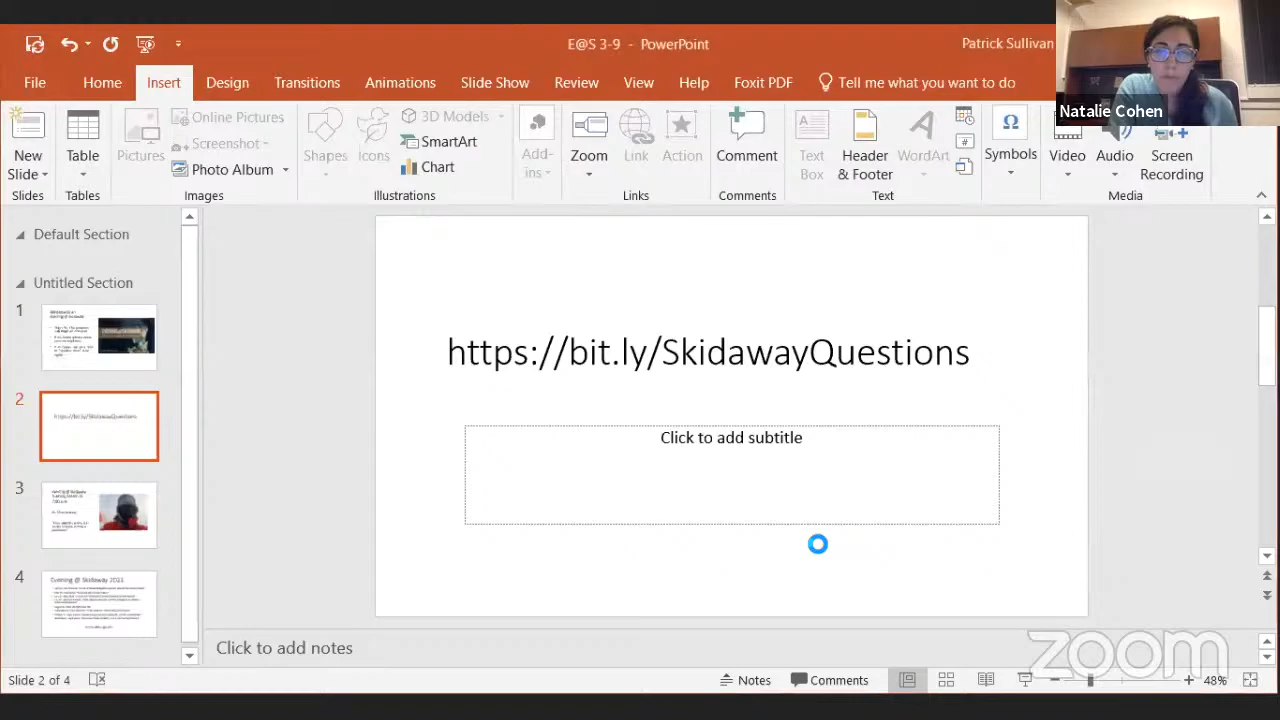 E@S 3-9 - PowerPoint
Patrick Sullivan
Natalie Cohen
File Home Insert Design Transitions Animations Slide Show Review View Help Foxit PDF Tell me what you want to do
New Slide
Slides
Table
Tables
Pictures
Online Pictures
Screenshot
Photo Album
Images
Shapes
Icons
3D Models
SmartArt
Chart
Illustrations
Add-ins
Zoom
Link
Action
Links
Comment
Comments
Text Box
Header & Footer
WordArt
Text
Symbols
Video
Audio
Screen Recording
Media
Default Section
Untitled Section
1
2
https://bit.ly/SkidawayQuestions
3
4
Evening @ Skidaway 2023
https://bit.ly/SkidawayQuestions
Click to add subtitle
Click to add notes
zoom
Slide 2 of 4
Notes
Comments
48%